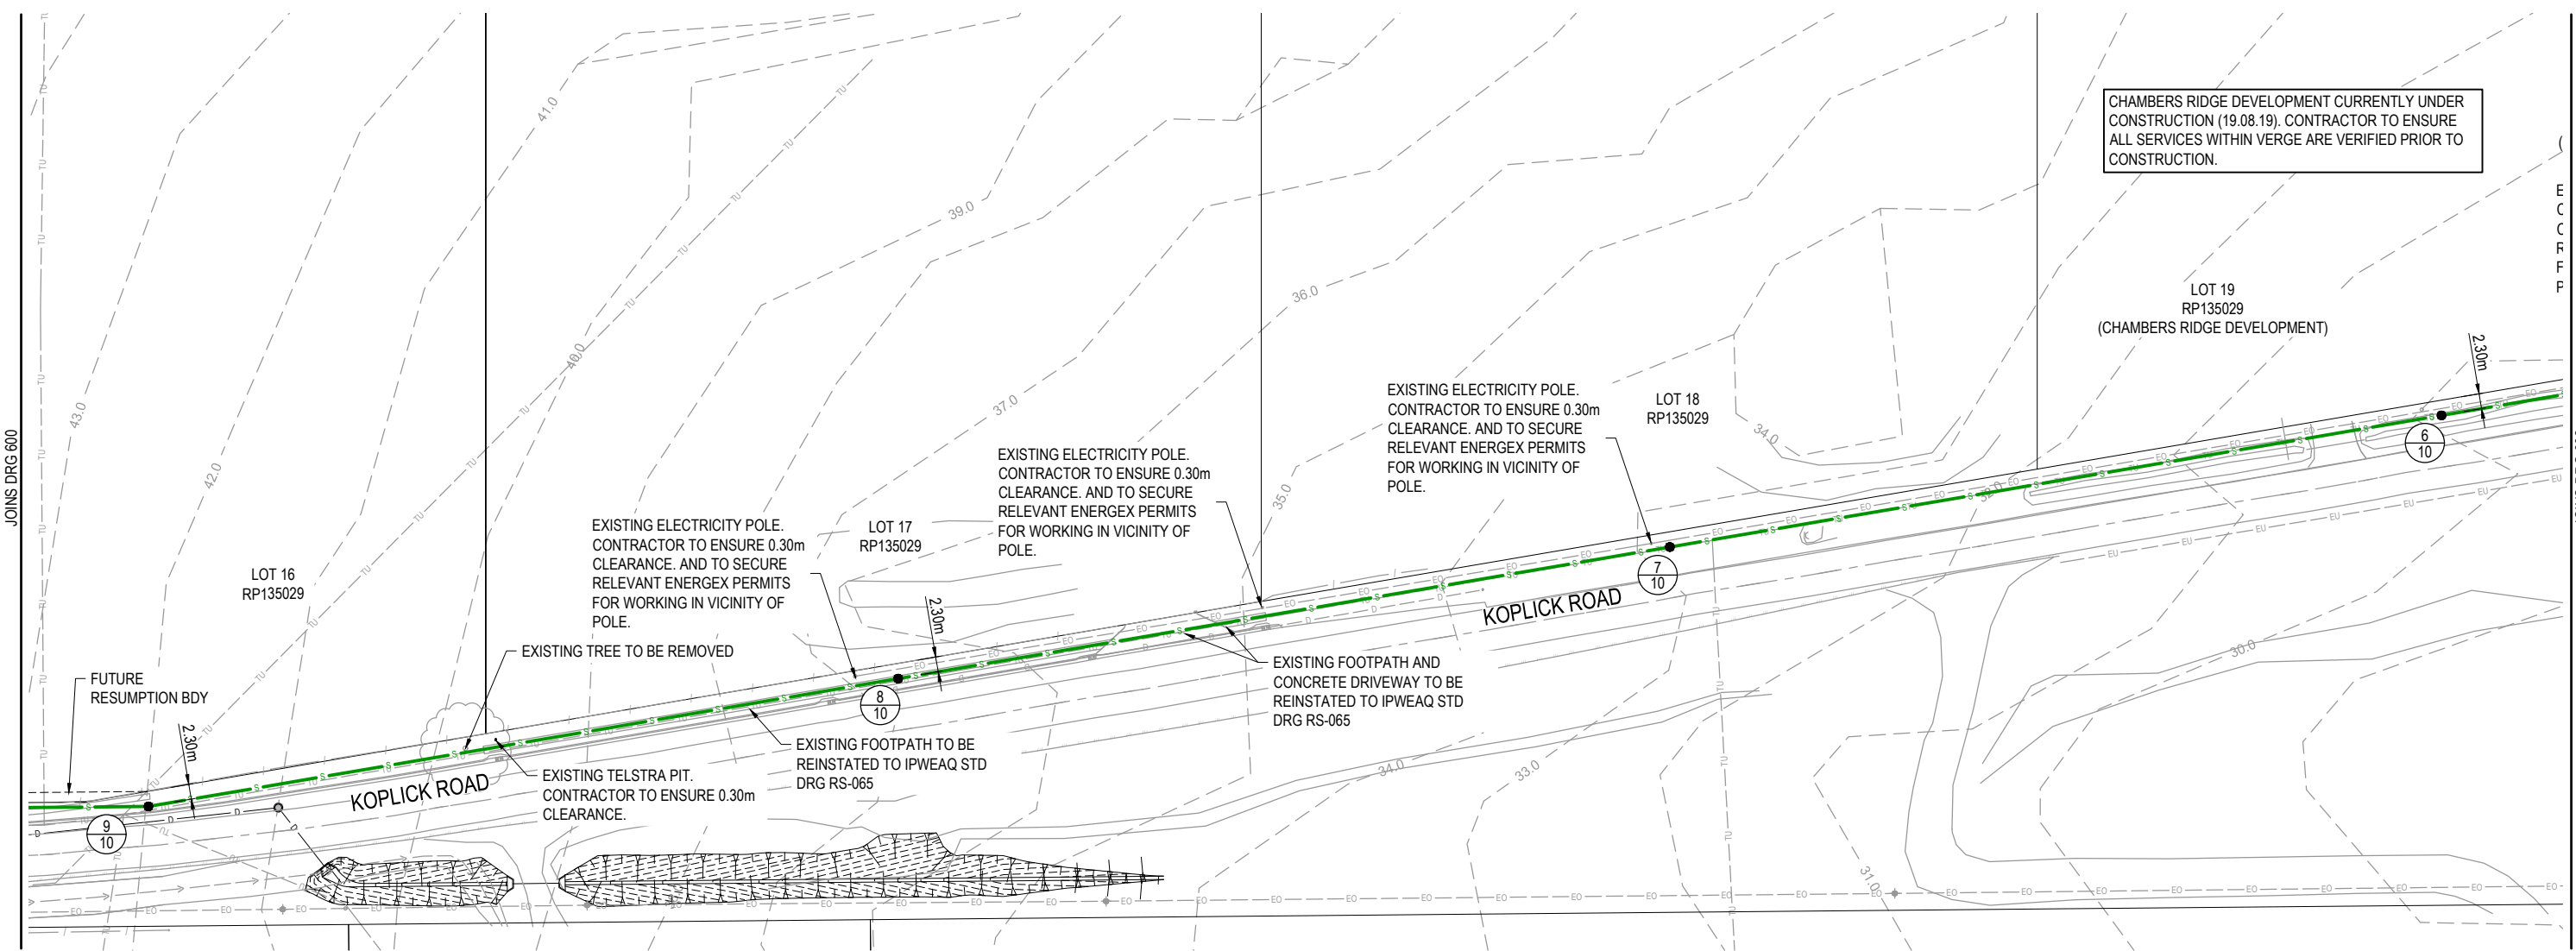 JOINS DRG 600
CHAMBERS RIDGE DEVELOPMENT CURRENTLY UNDER
CONSTRUCTION (19.08.19). CONTRACTOR TO ENSURE
ALL SERVICES WITHIN VERGE ARE VERIFIED PRIOR TO
CONSTRUCTION.
43.0
42.0
41.0
40.0
39.0
37.0
36.0
35.0
34.0
32.0
34.0
33.0
31.0
30.0
LOT 16
RP135029
LOT 17
RP135029
LOT 18
RP135029
LOT 19
RP135029
(CHAMBERS RIDGE DEVELOPMENT)
FUTURE
RESUMPTION BDY
EXISTING TREE TO BE REMOVED
EXISTING TELSTRA PIT.
CONTRACTOR TO ENSURE 0.30m
CLEARANCE.
EXISTING ELECTRICITY POLE.
CONTRACTOR TO ENSURE 0.30m
CLEARANCE. AND TO SECURE
RELEVANT ENERGEX PERMITS
FOR WORKING IN VICINITY OF
POLE.
EXISTING FOOTPATH TO BE
REINSTATED TO IPWEAQ STD
DRG RS-065
EXISTING ELECTRICITY POLE.
CONTRACTOR TO ENSURE 0.30m
CLEARANCE. AND TO SECURE
RELEVANT ENERGEX PERMITS
FOR WORKING IN VICINITY OF
POLE.
EXISTING FOOTPATH AND
CONCRETE DRIVEWAY TO BE
REINSTATED TO IPWEAQ STD
DRG RS-065
EXISTING ELECTRICITY POLE.
CONTRACTOR TO ENSURE 0.30m
CLEARANCE. AND TO SECURE
RELEVANT ENERGEX PERMITS
FOR WORKING IN VICINITY OF
POLE.
2.30m
2.30m
2.30m
KOPLICK ROAD
KOPLICK ROAD
9
10
8
10
7
10
6
10